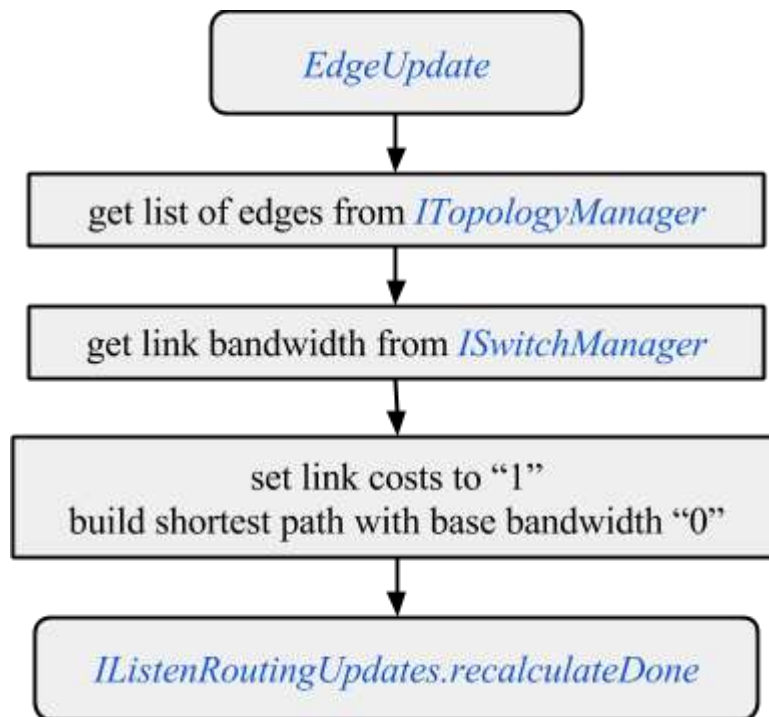 EdgeUpdate
get list of edges from ITopologyManager
get link bandwidth from ISwitchManager
set link costs to “1”
build shortest path with base bandwidth “0”
IListenRoutingUpdates.recalculateDone